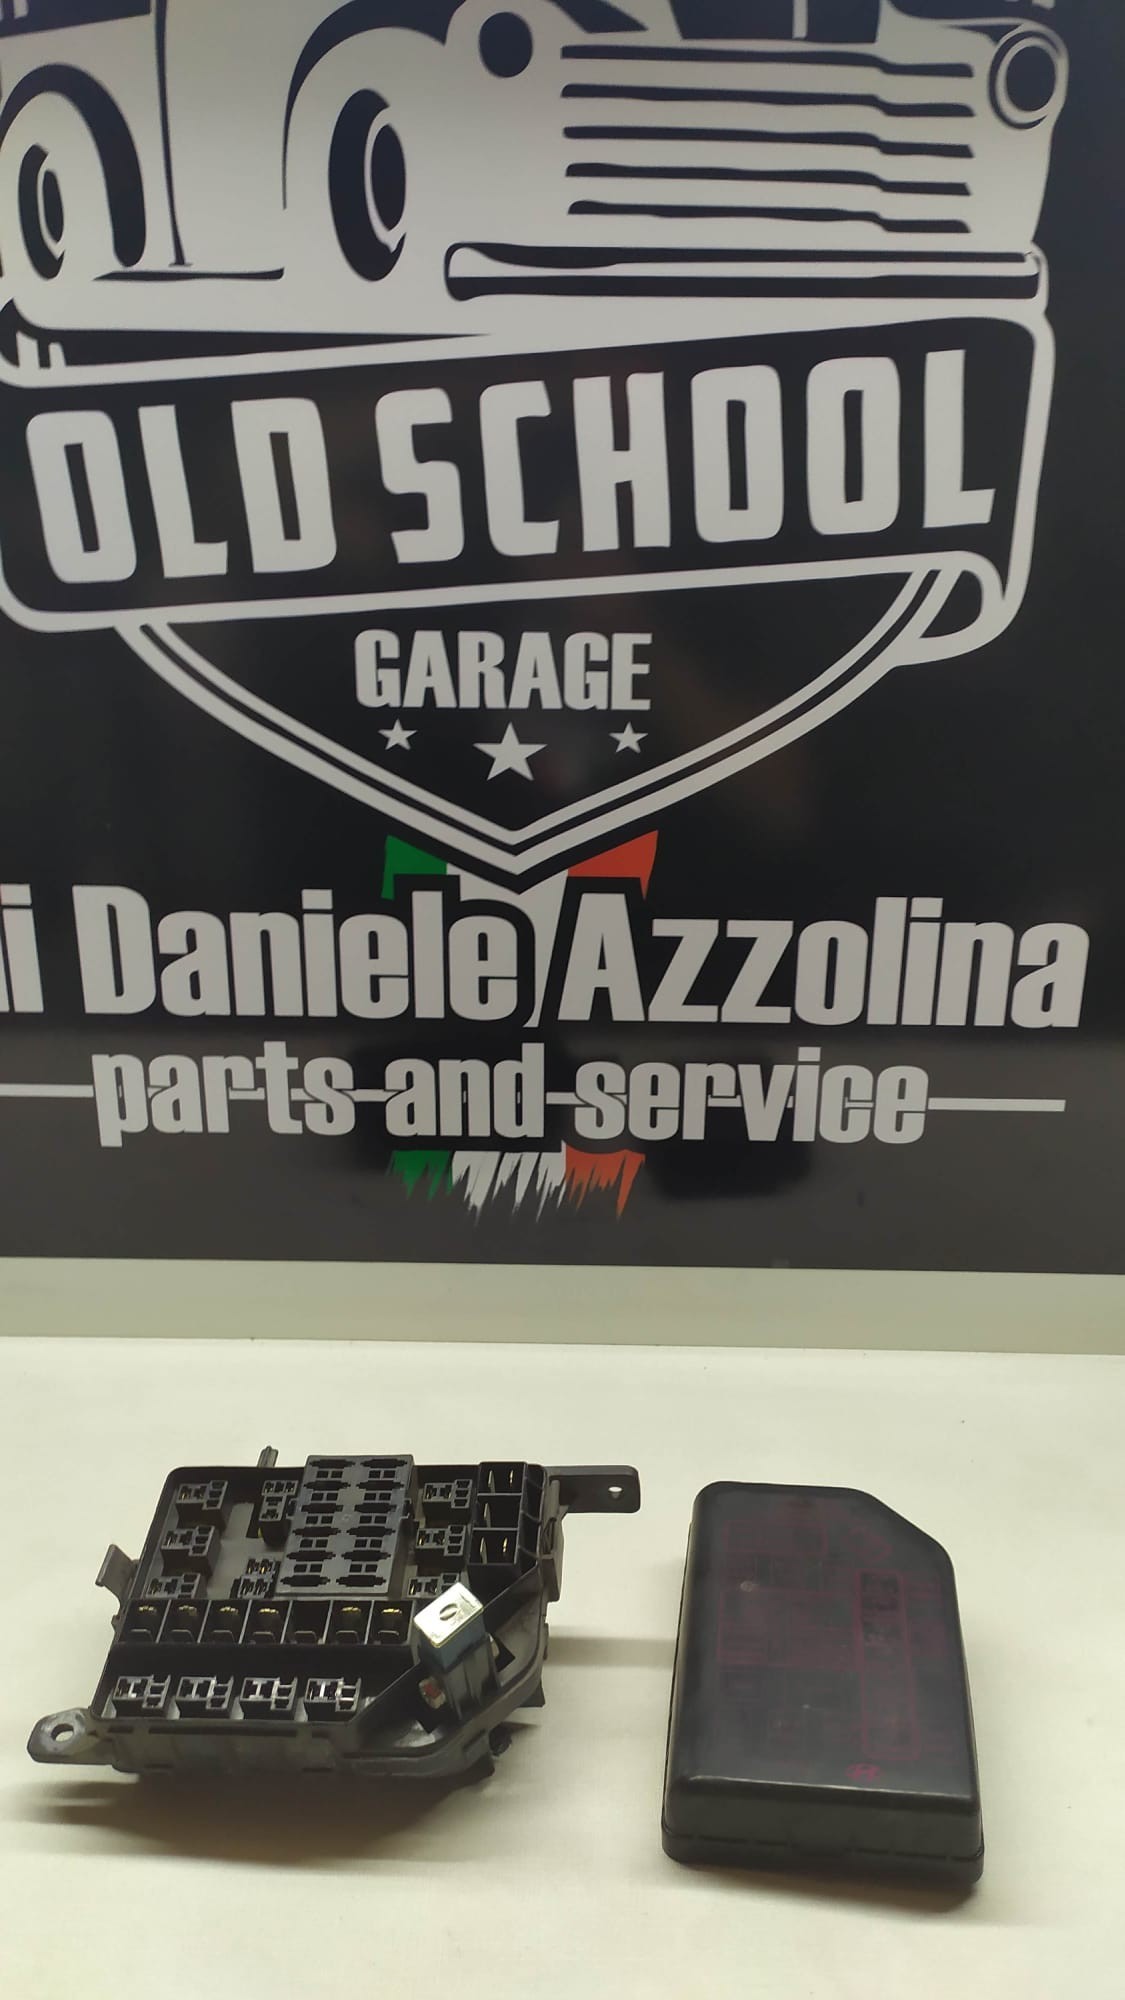 OLD SCHOOL
GARAGE
di Daniele Azzolina
parts and service